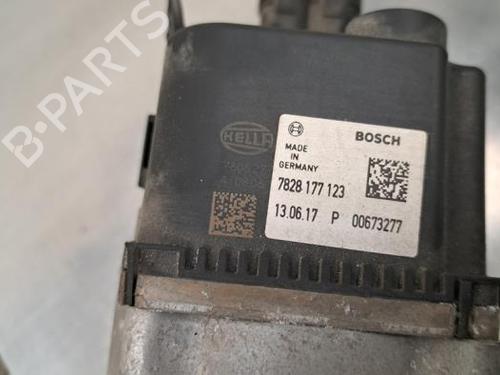 B-PARTS
HELLA
BOSCH
MADE
IN
GERMANY
7828 177 123
13.06.17 P 00673277